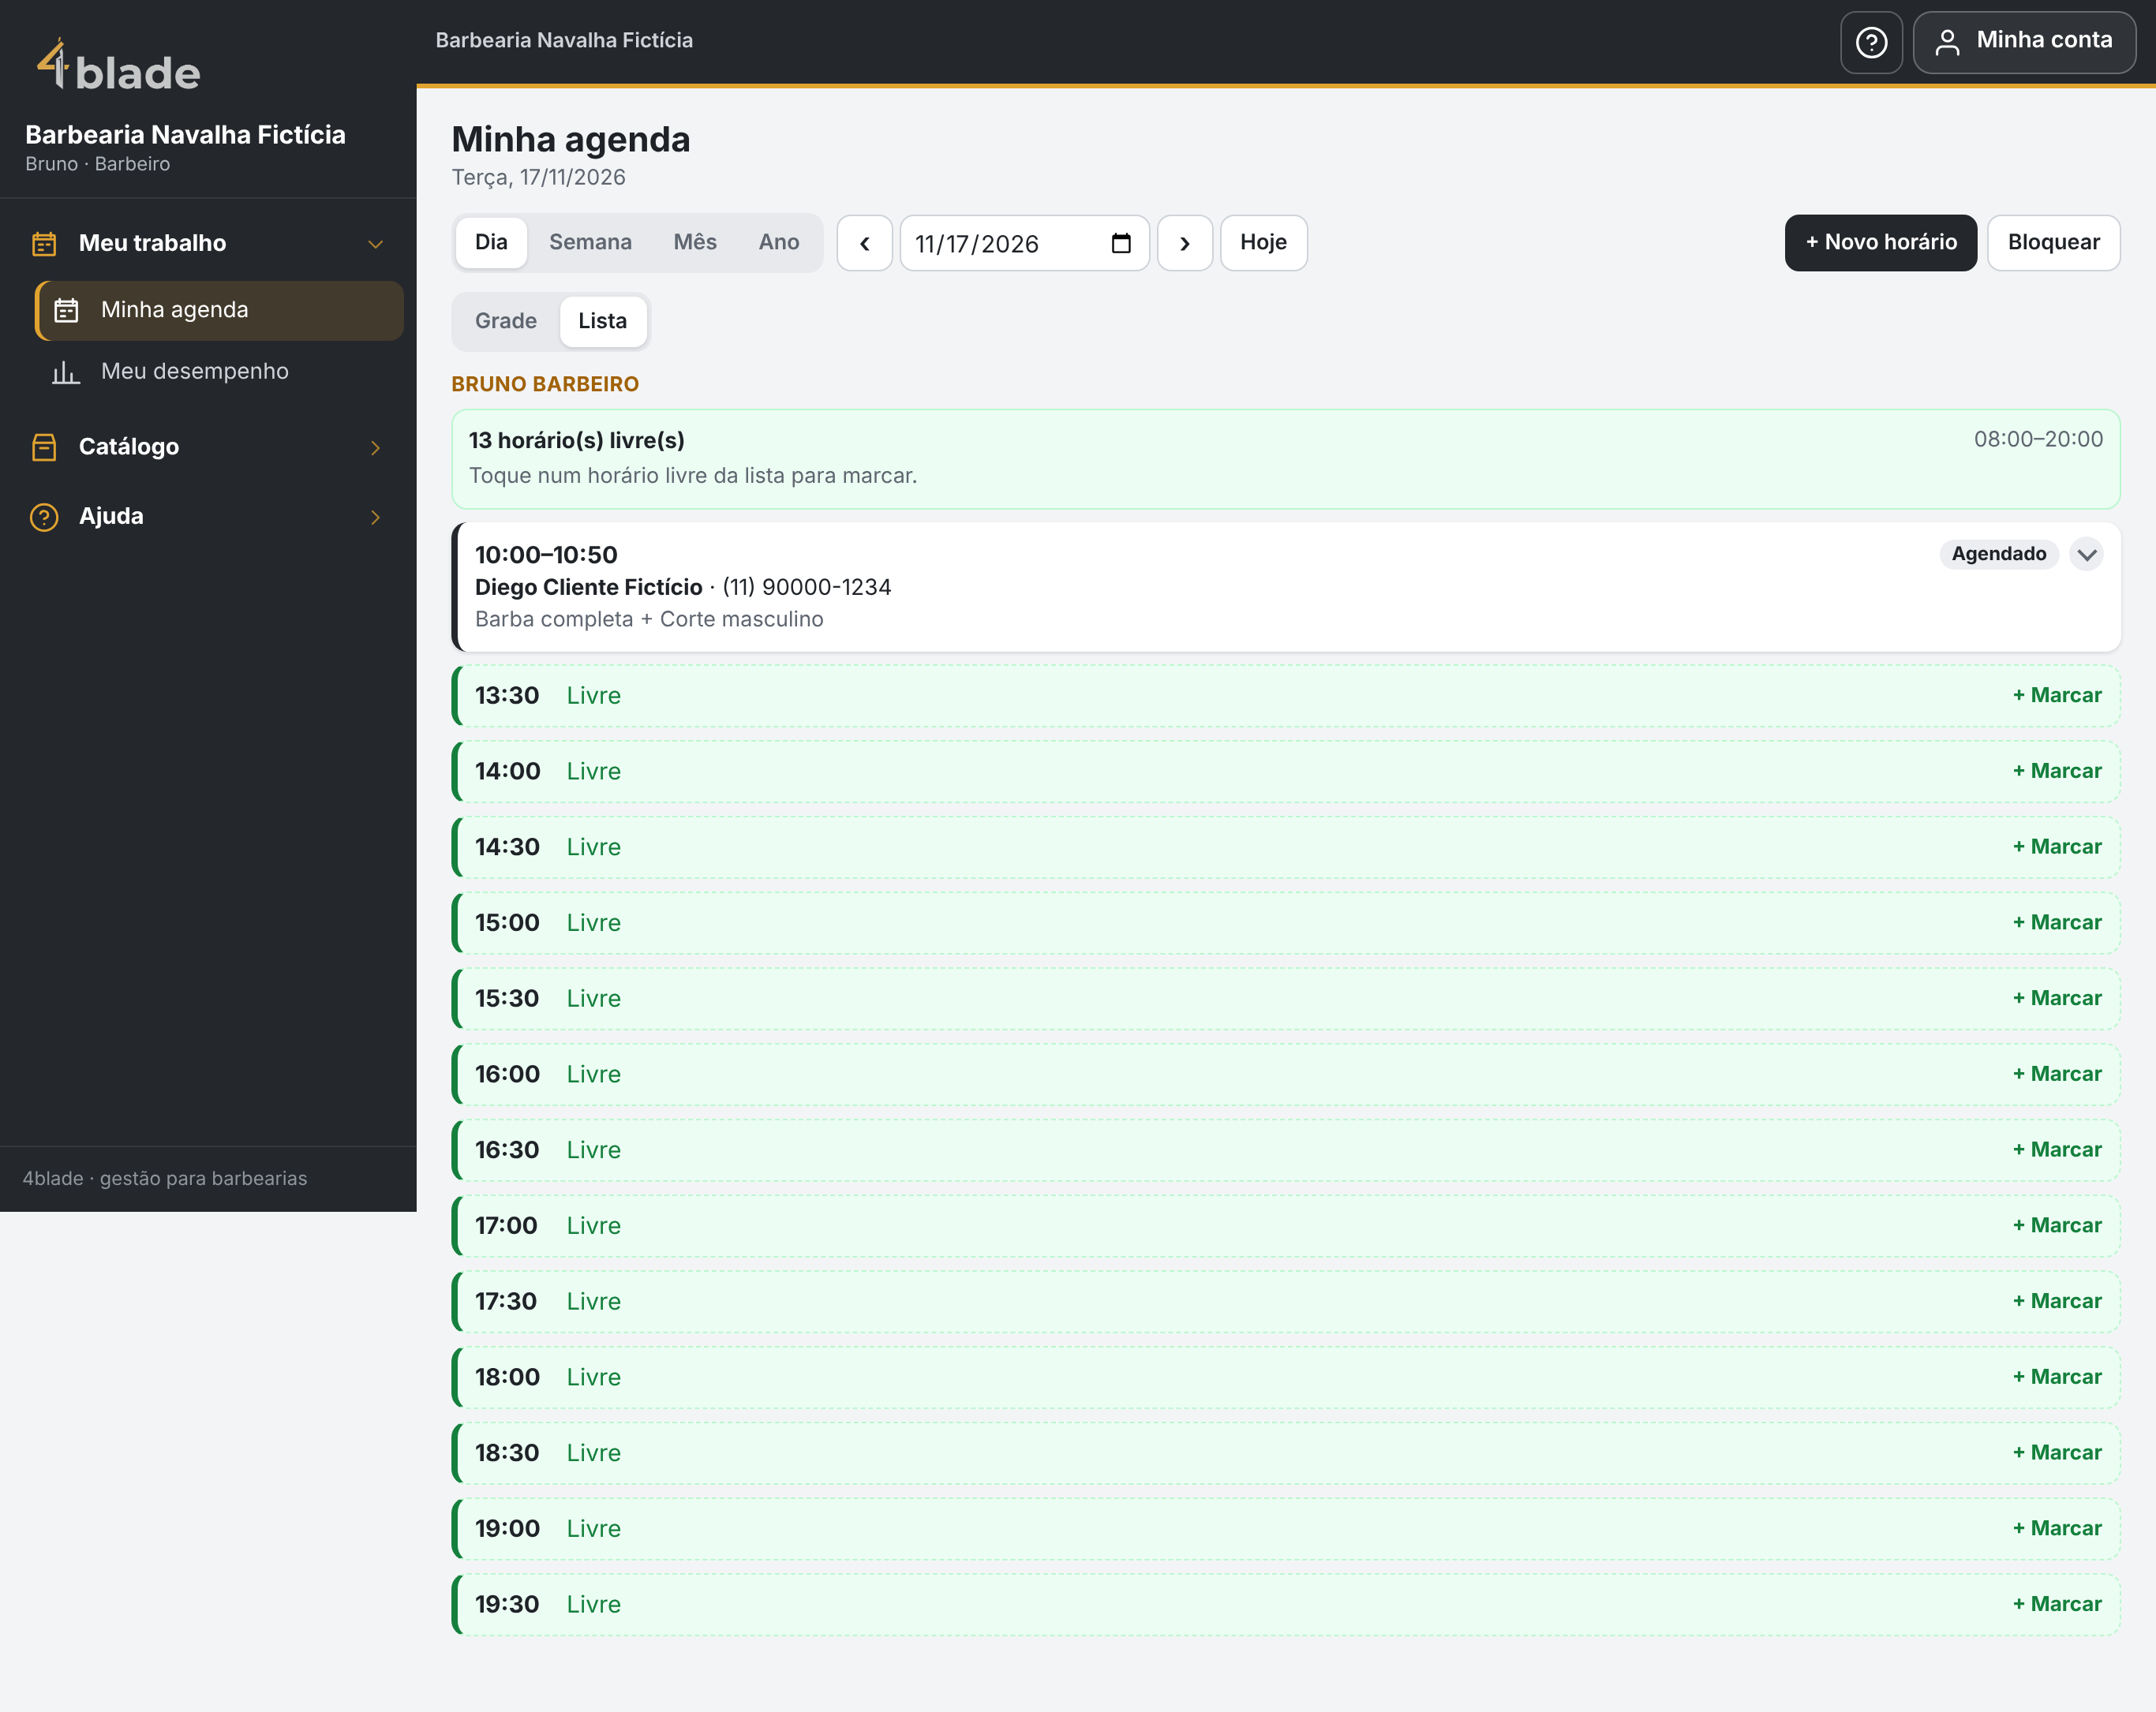 4blade
Barbearia Navalha Fictícia
Bruno · Barbeiro
Meu trabalho
Minha agenda
Meu desempenho
Catálogo
Ajuda
4blade · gestão para barbearias
Barbearia Navalha Fictícia
Minha conta
Minha agenda
Terça, 17/11/2026
Dia Semana Mês Ano
11/17/2026
Hoje
+ Novo horário
Bloquear
Grade Lista
BRUNO BARBEIRO
13 horário(s) livre(s) 08:00–20:00
Toque num horário livre da lista para marcar.
10:00–10:50 Agendado
Diego Cliente Fictício · (11) 90000-1234
Barba completa + Corte masculino
13:30 Livre + Marcar
14:00 Livre + Marcar
14:30 Livre + Marcar
15:00 Livre + Marcar
15:30 Livre + Marcar
16:00 Livre + Marcar
16:30 Livre + Marcar
17:00 Livre + Marcar
17:30 Livre + Marcar
18:00 Livre + Marcar
18:30 Livre + Marcar
19:00 Livre + Marcar
19:30 Livre + Marcar